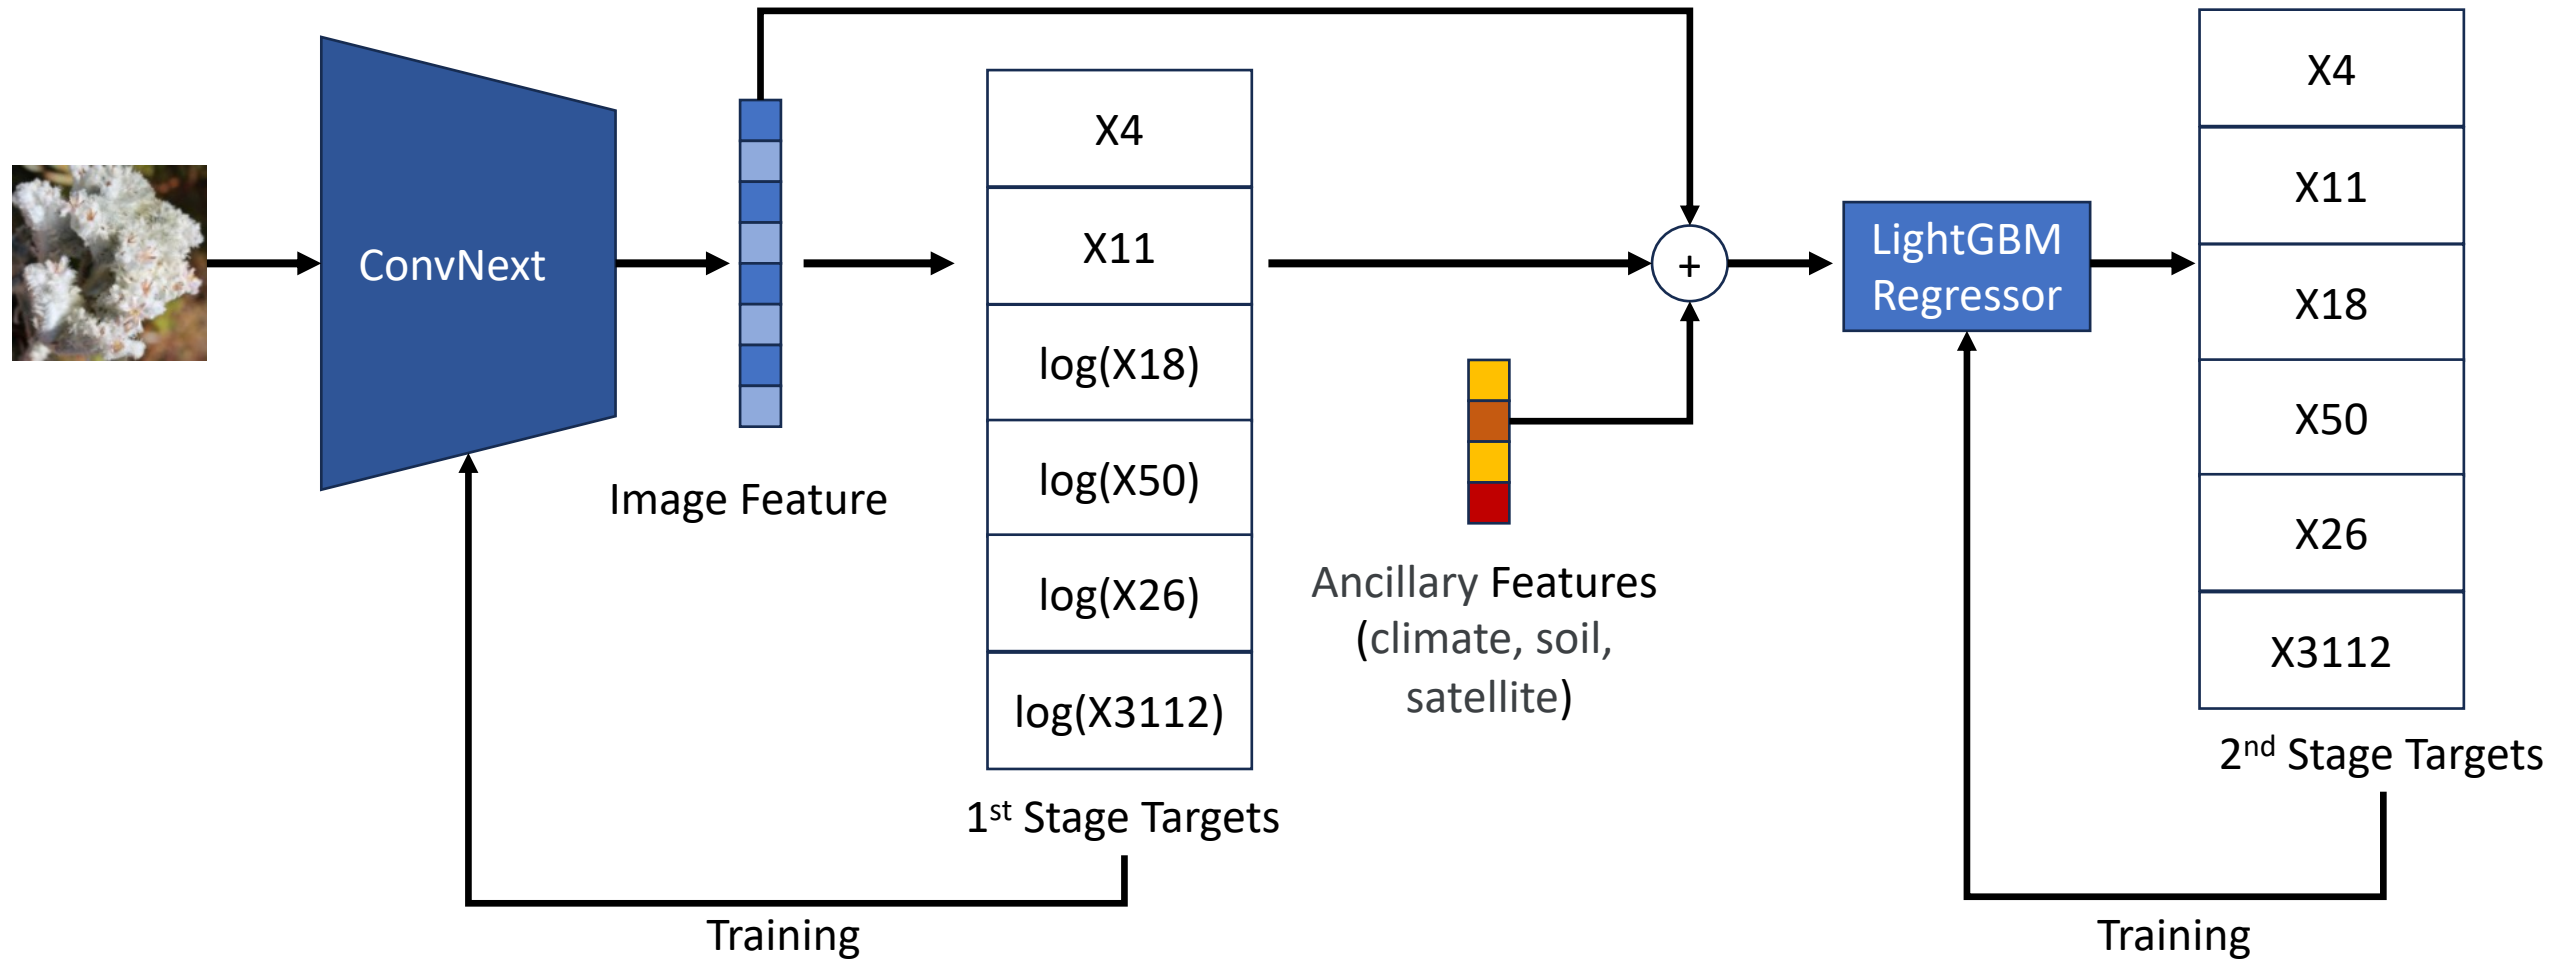 ConvNext
Image Feature
X4
X11
log(X18)
log(X50)
log(X26)
log(X3112)
1st Stage Targets
Training
+
Ancillary Features
(climate, soil,
satellite)
LightGBM
Regressor
X4
X11
X18
X50
X26
X3112
2nd Stage Targets
Training